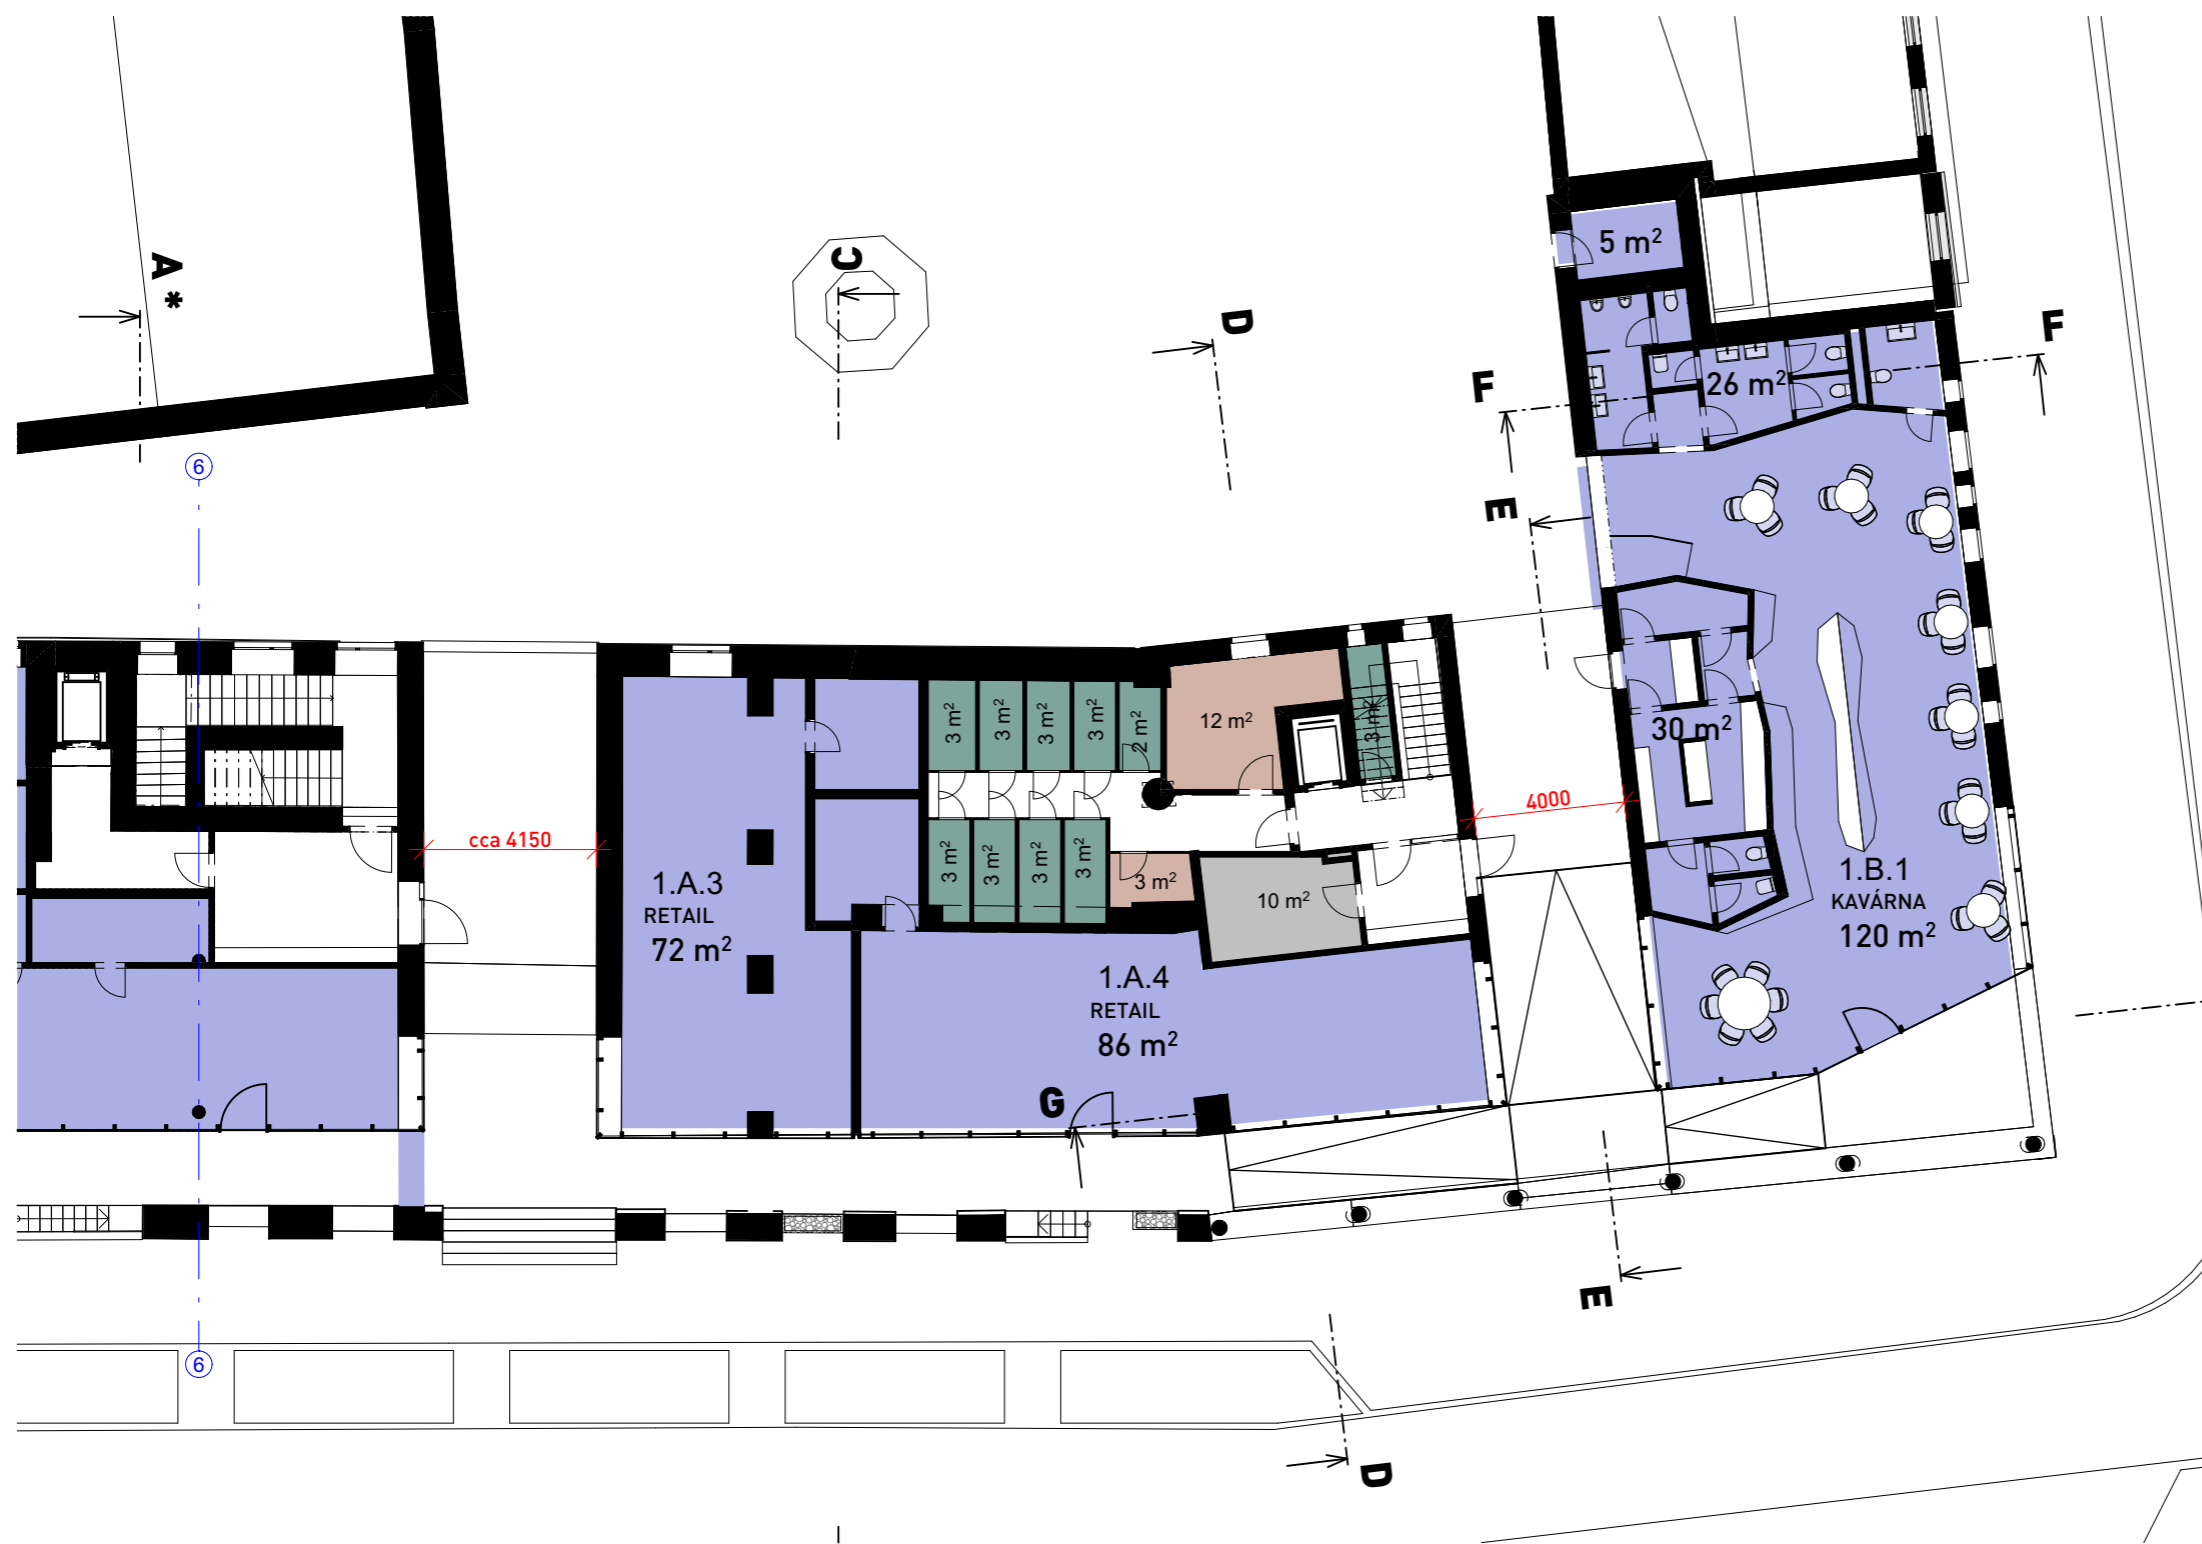 5 m²
A *
C
D
F
F
26 m²
6
E
3 m²
3 m²
3 m²
3 m²
2 m²
12 m²
3 m²
30 m²
4000
cca 4150
3 m²
3 m²
3 m²
3 m²
3 m²
10 m²
1.A.3
RETAIL
72 m²
1.B.1
KAVÁRNA
120 m²
1.A.4
RETAIL
86 m²
G
E
6
D